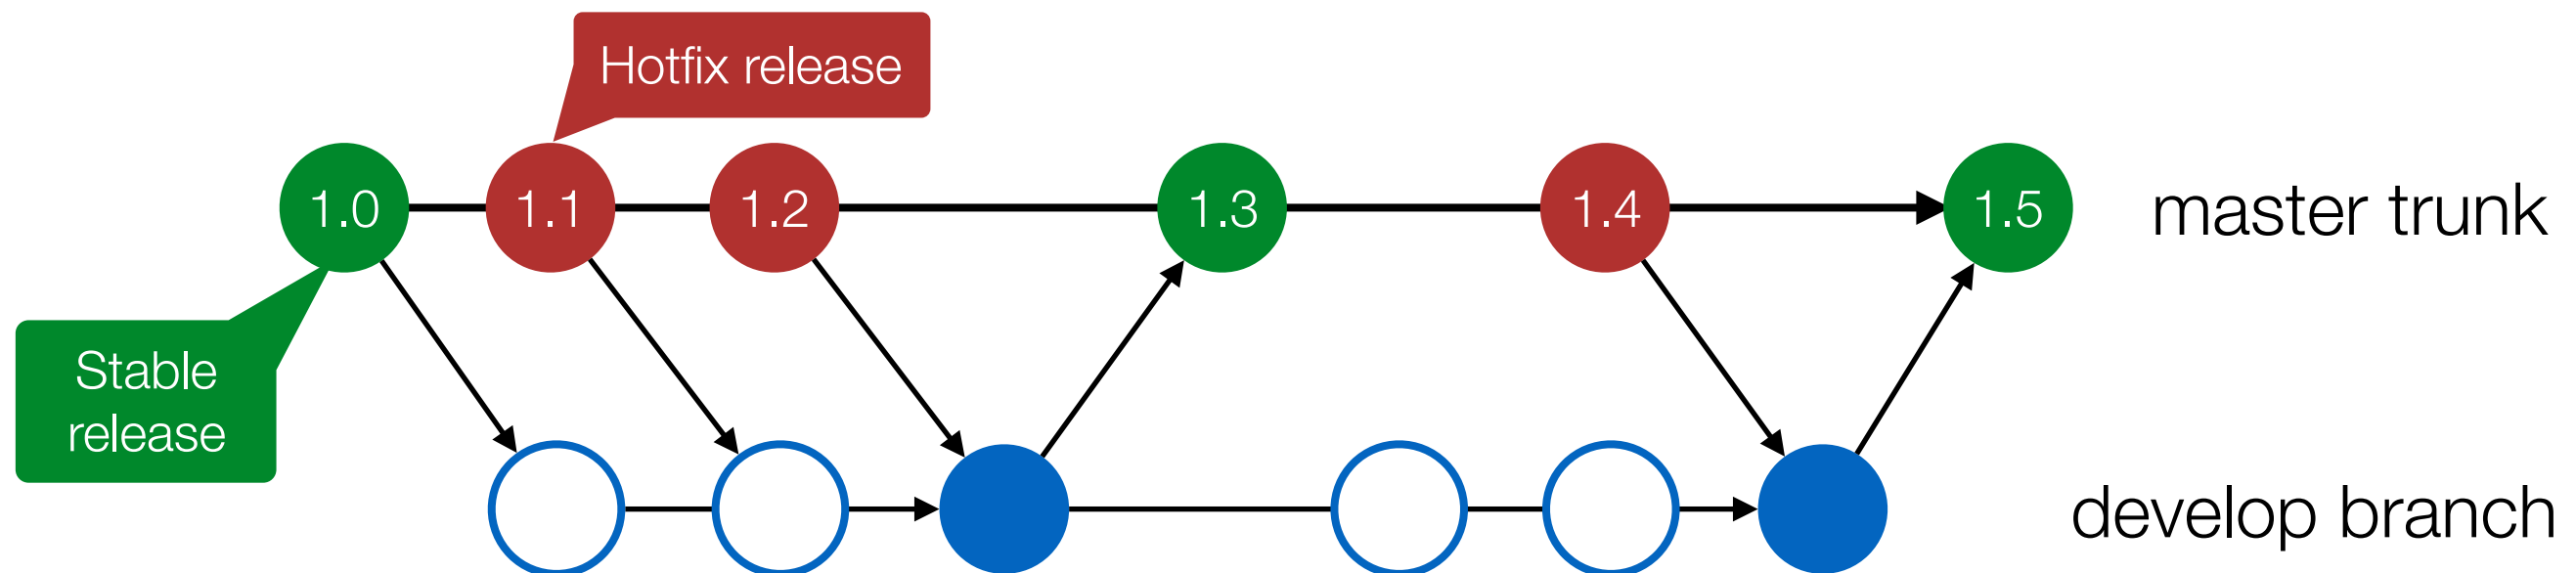 Hotfix release
1.0
1.1
1.2
1.3
1.4
1.5
master trunk
Stable
release
develop branch